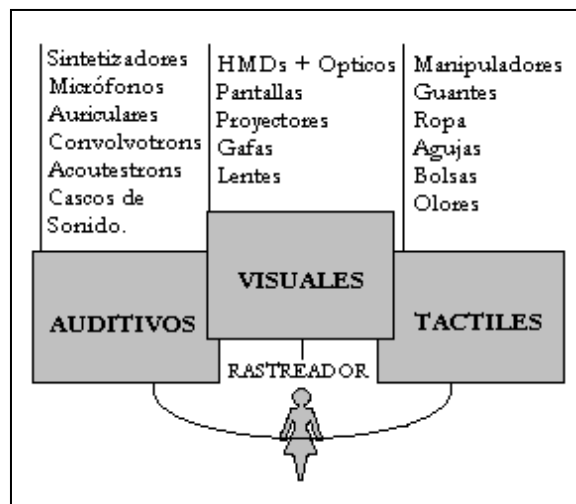 Sintetizadores
Micrófonos
Auriculares
Convolvotrons
Acoutestrons
Cascos de
Sonido.
AUDITIVOS
HMDs + Opticos
Pantallas
Proyectores
Gafas
Lentes
VISUALES
Manipuladores
Guantes
Ropa
Agujas
Bolsas
Olores
TACTILES
RASTREADOR